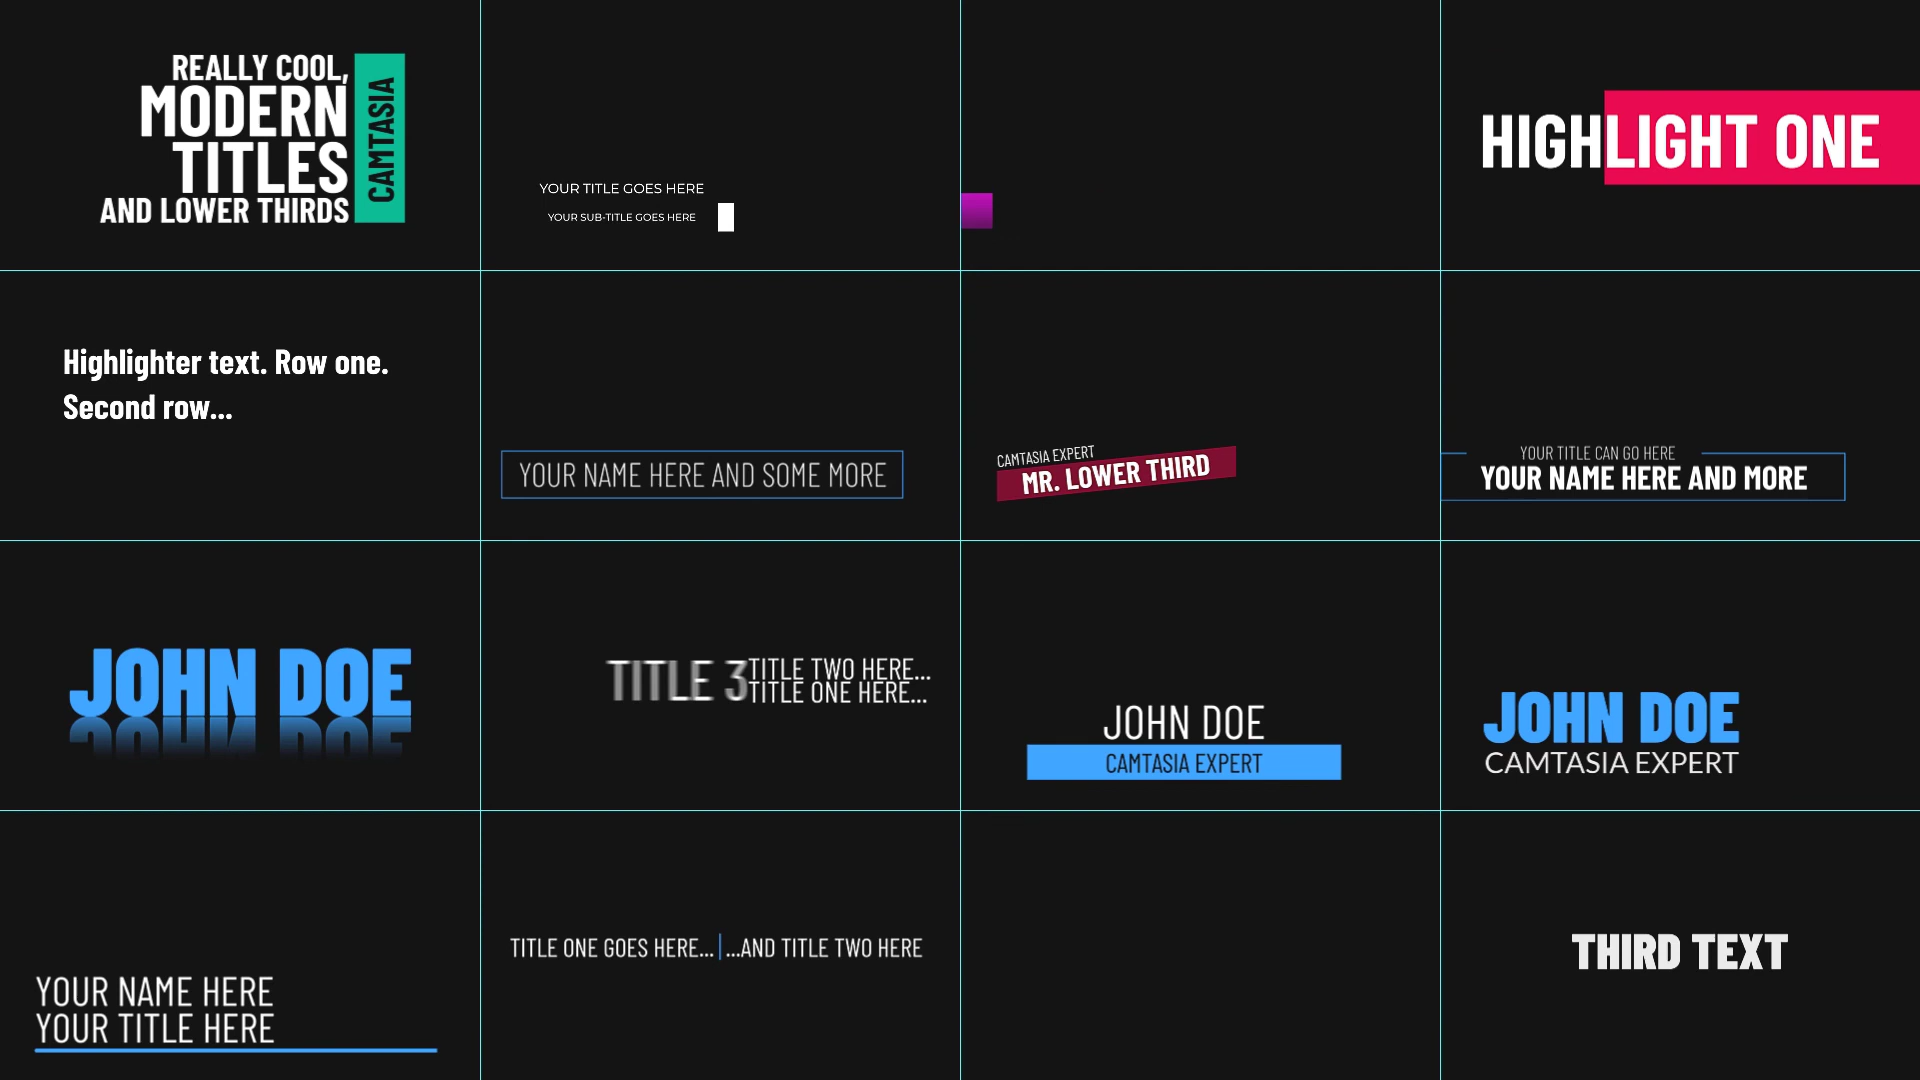 REALLY COOL,
MODERN
TITLES
AND LOWER THIRDS
CAMTASIA
YOUR TITLE GOES HERE
YOUR SUB-TITLE GOES HERE
HIGHLIGHT ONE
Highlighter text. Row one.
Second row...
YOUR NAME HERE AND SOME MORE
CAMTASIA EXPERT
MR. LOWER THIRD
YOUR TITLE CAN GO HERE
YOUR NAME HERE AND MORE
JOHN DOE
TITLE 3
TITLE TWO HERE...
TITLE ONE HERE...
JOHN DOE
CAMTASIA EXPERT
JOHN DOE
CAMTASIA EXPERT
YOUR NAME HERE
YOUR TITLE HERE
TITLE ONE GOES HERE... ...AND TITLE TWO HERE
THIRD TEXT